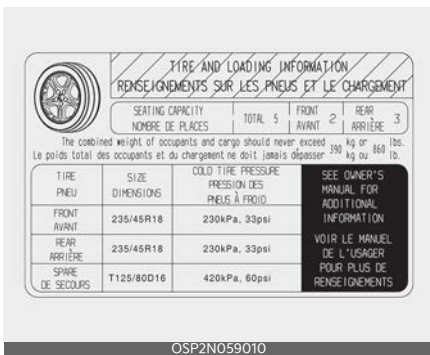 TIRE AND LOADING INFORMATION
RENSEIGNEMENTS SUR LES PNEUS ET LE CHARGEMENT
SEATING CAPACITY
NOMBRE DE PLACES
TOTAL 5
FRONT
AVANT
2
REAR
ARRIÈRE
3
The combined weight of occupants and cargo should never exceed 390 kg or 860 lbs.
Le poids total des occupants et du chargement ne doit jamais dépasser kg ou lb.
TIRE
PNEU
SIZE
DIMENSIONS
COLD TIRE PRESSURE
PRESSION DES
PNEUS À FROID
SEE OWNER'S
MANUAL FOR
ADDITIONAL
INFORMATION
VOIR LE MANUEL
DE L'USAGER
POUR PLUS DE
RENSEIGNEMENTS
FRONT
AVANT
235/45R18
230kPa, 33psi
REAR
ARRIÈRE
235/45R18
230kPa, 33psi
SPARE
DE SECOURS
T125/80D16
420kPa, 60psi
OSP2N059010